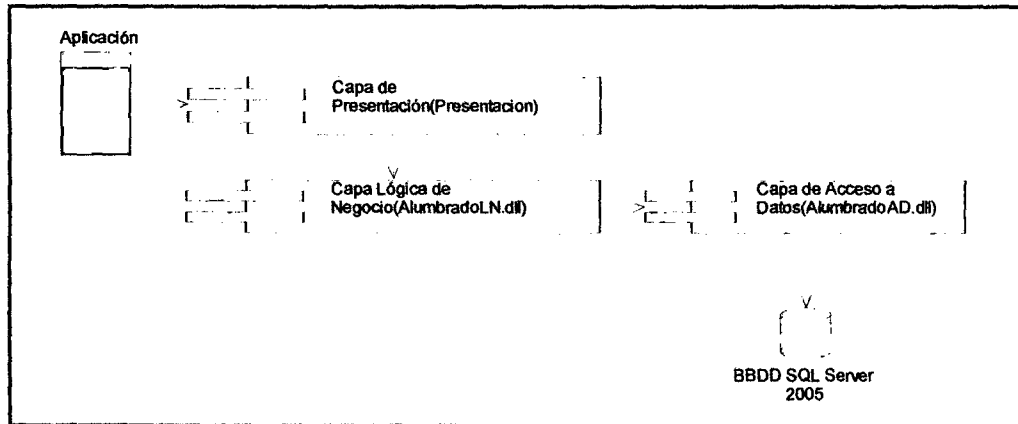 Aplicación
Capa de
Presentación(Presentacion)
Capa Lógica de
Negocio(AlumbradoLN.dll)
Capa de Acceso a
Datos(AlumbradoAD.dll)
BBDD SQL Server
2005